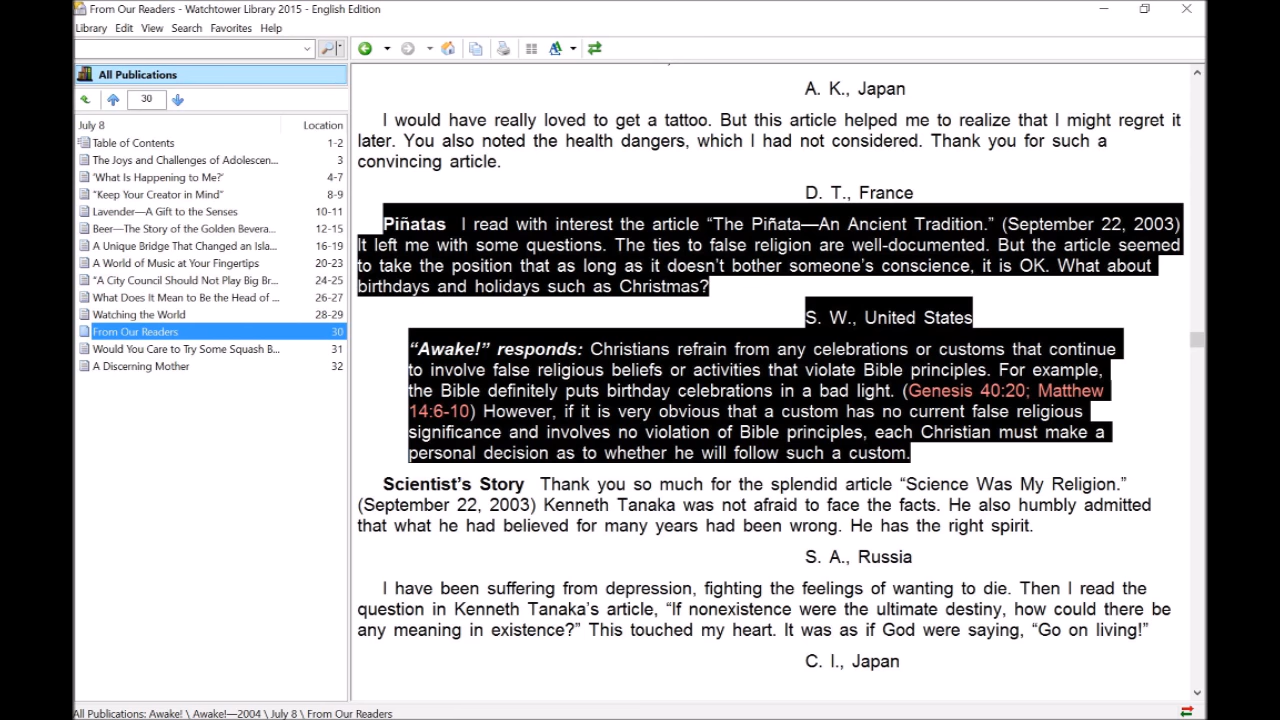 From Our Readers - Watchtower Library 2015 - English Edition
Library Edit View Search Favorites Help
All Publications
30
July 8 Location
Table of Contents 1-2
The Joys and Challenges of Adolescen... 3
‘What Is Happening to Me?’ 4-7
“Keep Your Creator in Mind” 8-9
Lavender—A Gift to the Senses 10-11
Beer—The Story of the Golden Bevera... 12-15
A Unique Bridge That Changed an Isla... 16-19
A World of Music at Your Fingertips 20-23
“A City Council Should Not Play Big Br... 24-25
What Does It Mean to Be the Head of ... 26-27
Watching the World 28-29
From Our Readers 30
Would You Care to Try Some Squash B... 31
A Discerning Mother 32
A. K., Japan
I would have really loved to get a tattoo. But this article helped me to realize that I might regret it
later. You also noted the health dangers, which I had not considered. Thank you for such a
convincing article.
D. T., France
Piñatas I read with interest the article “The Piñata—An Ancient Tradition.” (September 22, 2003)
It left me with some questions. The ties to false religion are well-documented. But the article seemed
to take the position that as long as it doesn’t bother someone’s conscience, it is OK. What about
birthdays and holidays such as Christmas?
S. W., United States
“Awake!” responds: Christians refrain from any celebrations or customs that continue
to involve false religious beliefs or activities that violate Bible principles. For example,
the Bible definitely puts birthday celebrations in a bad light. (Genesis 40:20; Matthew
14:6-10) However, if it is very obvious that a custom has no current false religious
significance and involves no violation of Bible principles, each Christian must make a
personal decision as to whether he will follow such a custom.
Scientist’s Story Thank you so much for the splendid article “Science Was My Religion.”
(September 22, 2003) Kenneth Tanaka was not afraid to face the facts. He also humbly admitted
that what he had believed for many years had been wrong. He has the right spirit.
S. A., Russia
I have been suffering from depression, fighting the feelings of wanting to die. Then I read the
question in Kenneth Tanaka’s article, “If nonexistence were the ultimate destiny, how could there be
any meaning in existence?” This touched my heart. It was as if God were saying, “Go on living!”
C. I., Japan
All Publications: Awake! \ Awake!—2004 \ July 8 \ From Our Readers